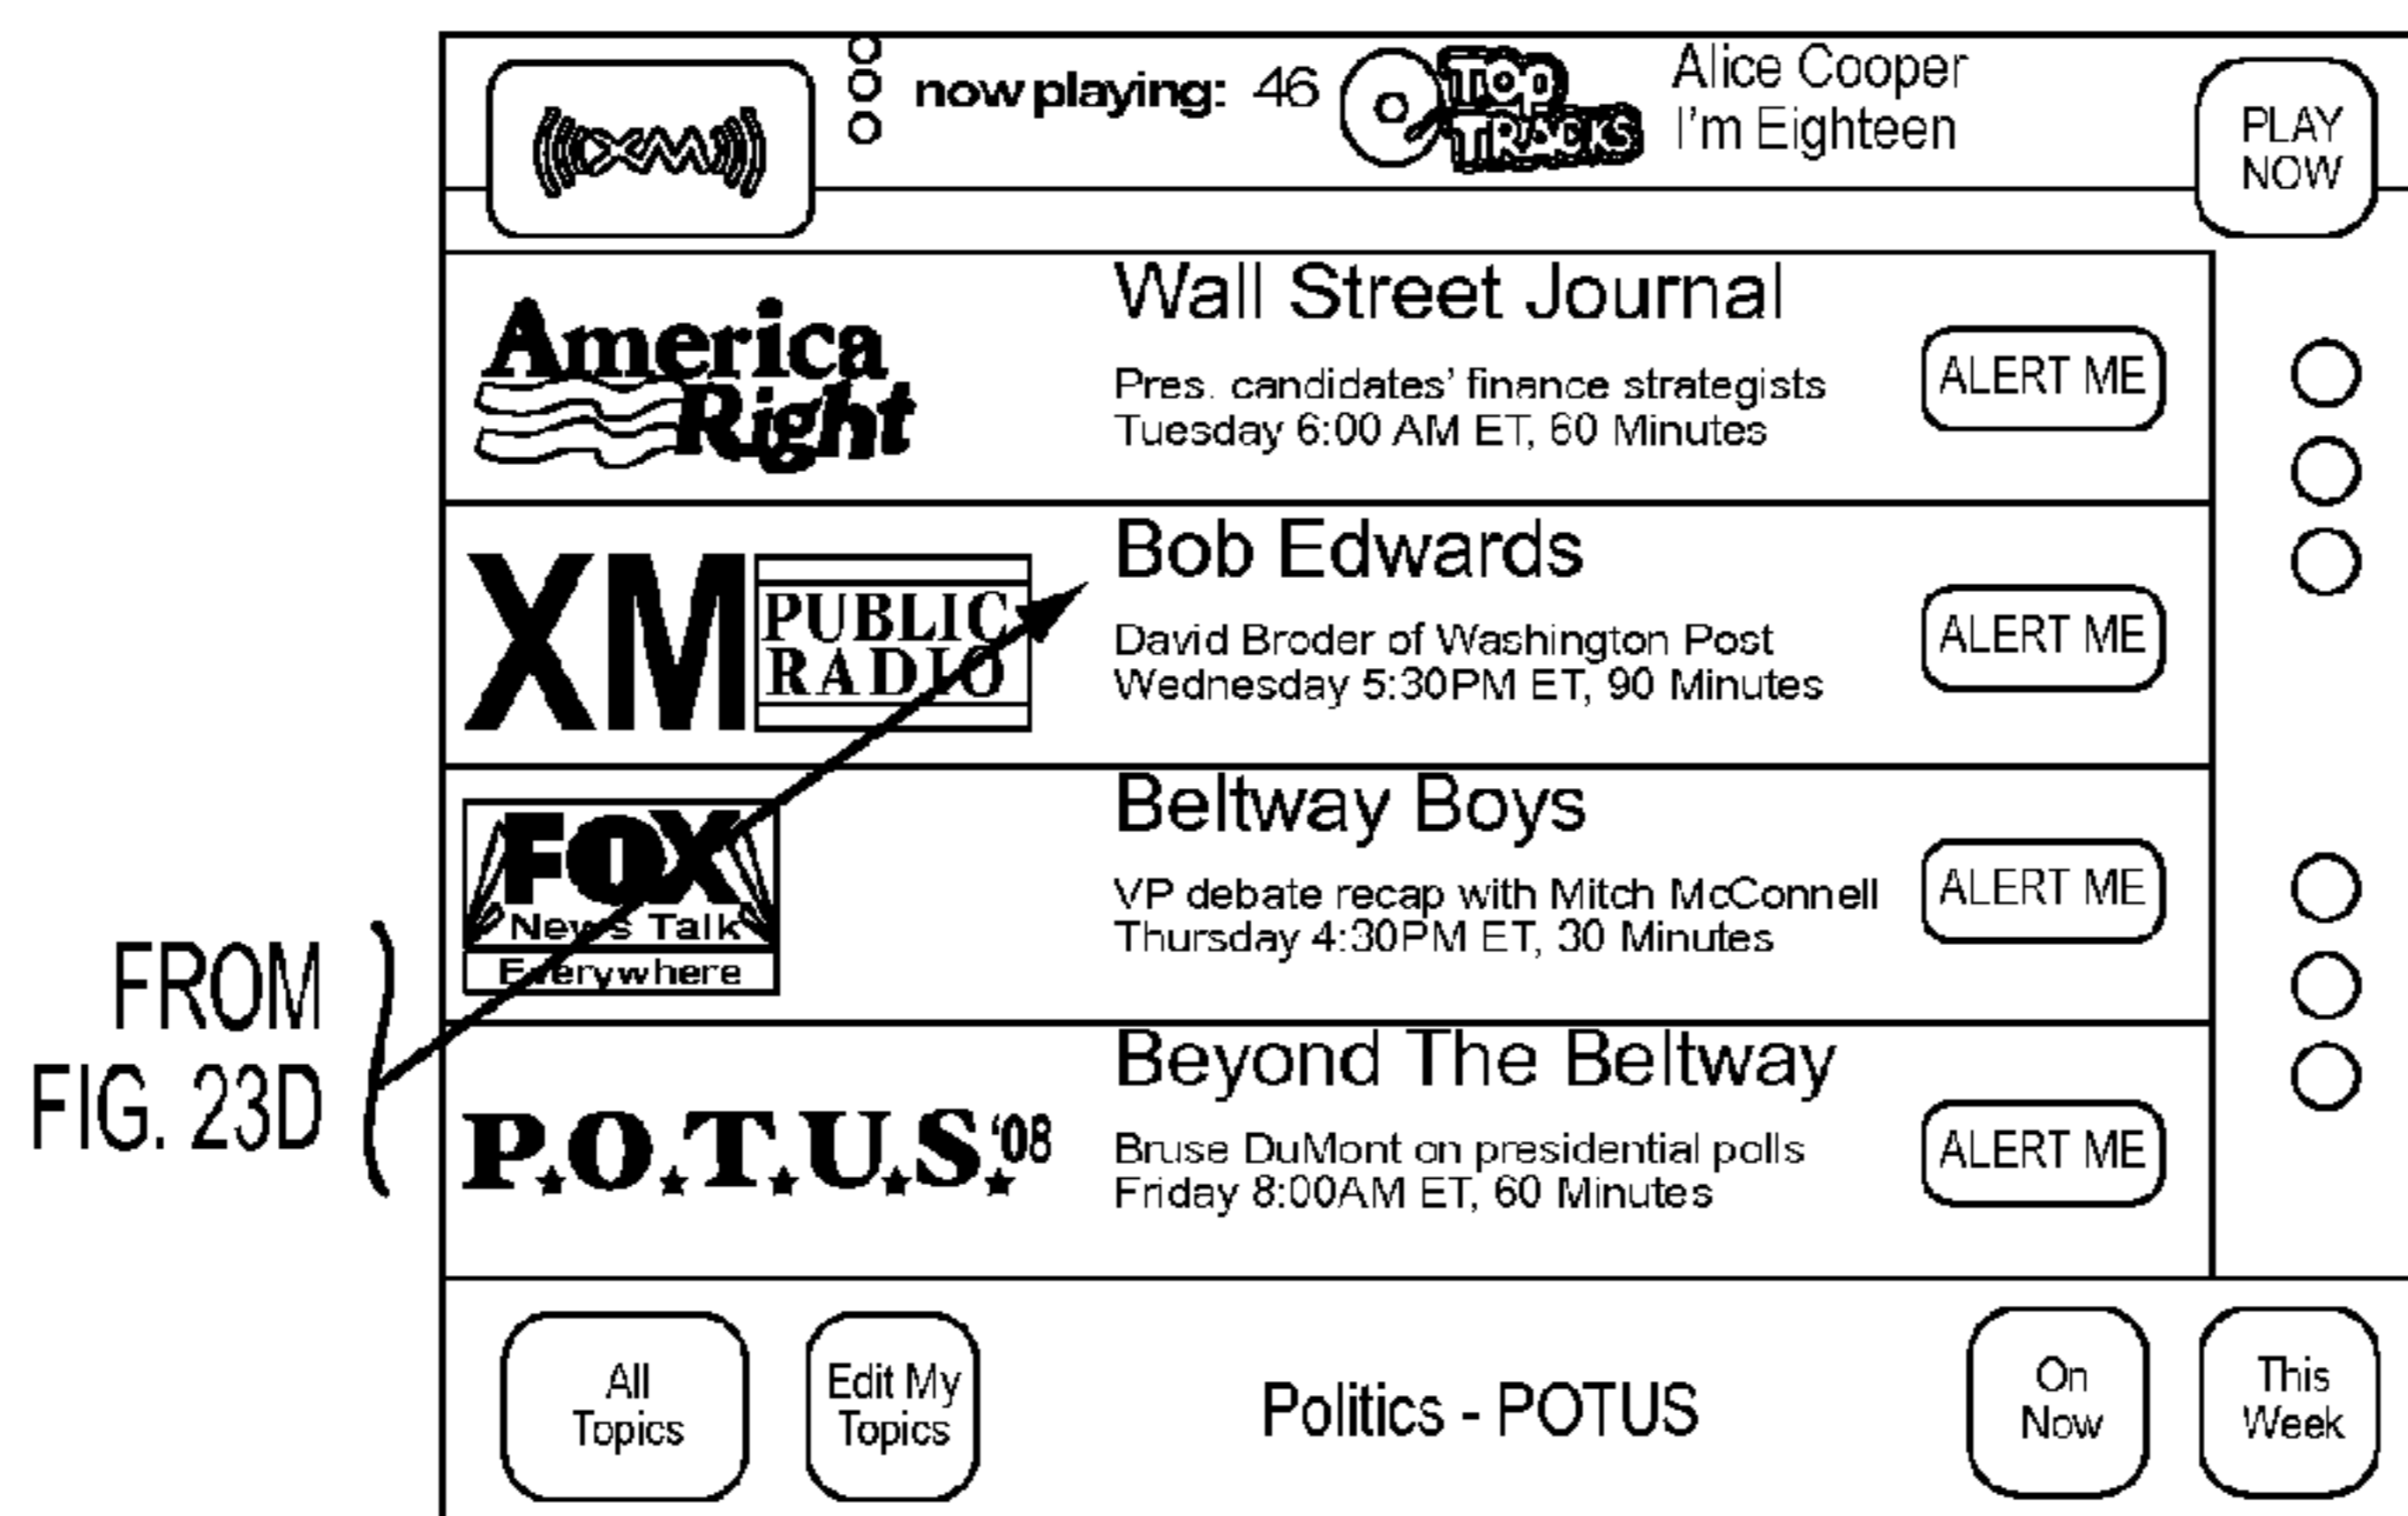 now playing: 46
TOP
TRACKS
Alice Cooper
I'm Eighteen
PLAY
NOW
XM
America
Right
Wall Street Journal
Pres. candidates' finance strategists
Tuesday 6:00 AM ET, 60 Minutes
ALERT ME
XM
PUBLIC
RADIO
Bob Edwards
David Broder of Washington Post
Wednesday 5:30PM ET, 90 Minutes
ALERT ME
FOX
News Talk
Everywhere
Beltway Boys
VP debate recap with Mitch McConnell
Thursday 4:30PM ET, 30 Minutes
ALERT ME
FROM
FIG. 23D
P.O.T.U.S. '08
Beyond The Beltway
Bruse DuMont on presidential polls
Friday 8:00AM ET, 60 Minutes
ALERT ME
All
Topics
Edit My
Topics
Politics - POTUS
On
Now
This
Week